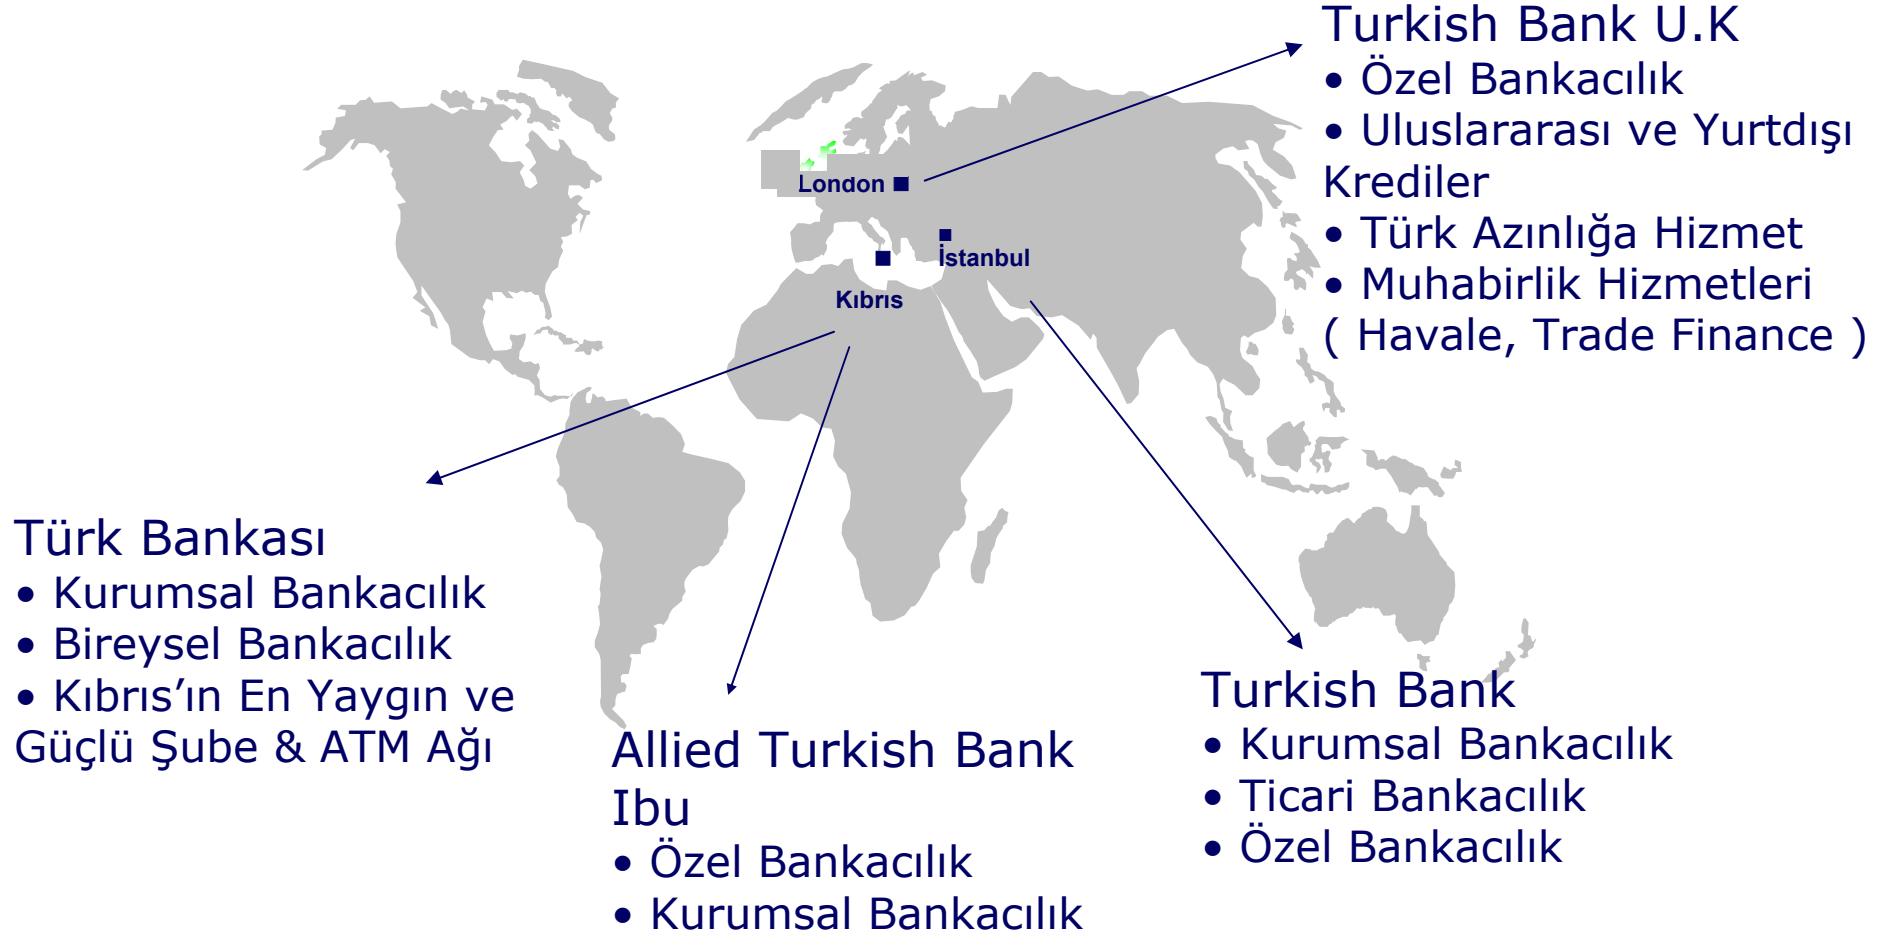 Turkish Bank U.K
• Özel Bankacılık
• Uluslararası ve Yurtdışı
Krediler
• Türk Azınlığa Hizmet
• Muhabirlik Hizmetleri
( Havale, Trade Finance )
London
İstanbul
Kıbrıs
Türk Bankası
• Kurumsal Bankacılık
• Bireysel Bankacılık
• Kıbrıs’ın En Yaygın ve
Güçlü Şube & ATM Ağı
Allied Turkish Bank
Ibu
• Özel Bankacılık
• Kurumsal Bankacılık
Turkish Bank
• Kurumsal Bankacılık
• Ticari Bankacılık
• Özel Bankacılık